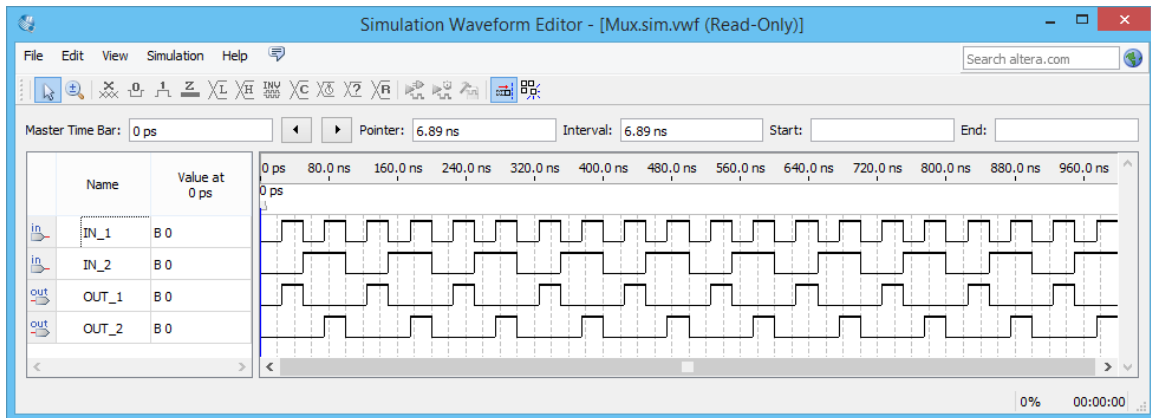 Simulation Waveform Editor - [Mux.sim.vwf (Read-Only)]
File Edit View Simulation Help
Search altera.com
Master Time Bar: 0 ps Pointer: 6.89 ns Interval: 6.89 ns Start: End:
Name Value at 0 ps
0 ps 80.0 ns 160.0 ns 240.0 ns 320.0 ns 400.0 ns 480.0 ns 560.0 ns 640.0 ns 720.0 ns 800.0 ns 880.0 ns 960.0 ns
0 ps
in IN_1 B 0
in IN_2 B 0
out OUT_1 B 0
out OUT_2 B 0
0% 00:00:00